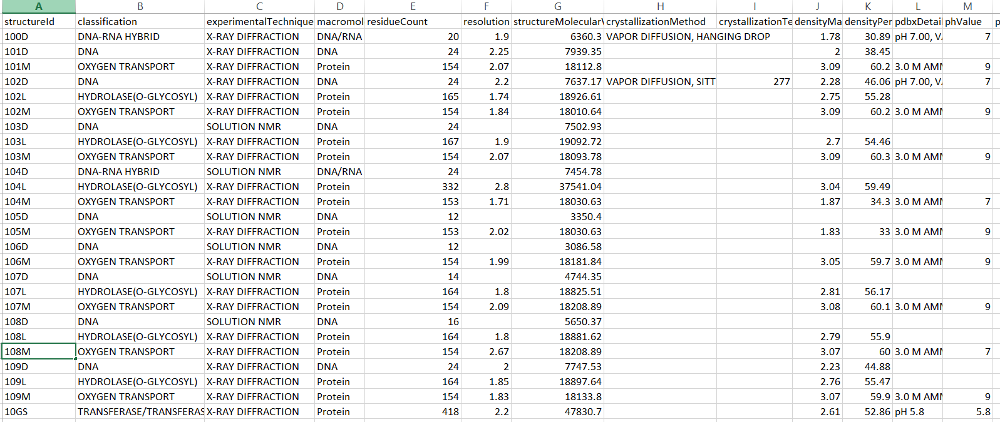 A B C D E F G H I J K L M
structureId classification experimentalTechnique macromol residueCount resolution structureMolecularW crystallizationMethod crystallizationTe densityMa densityPer pdbxDetail phValue p
100D DNA-RNA HYBRID X-RAY DIFFRACTION DNA/RNA 20 1.9 6360.3 VAPOR DIFFUSION, HANGING DROP 1.78 30.89 pH 7.00, VA 7
101D DNA X-RAY DIFFRACTION DNA 24 2.25 7939.35 2 38.45
101M OXYGEN TRANSPORT X-RAY DIFFRACTION Protein 154 2.07 18112.8 3.09 60.2 3.0 M AMM 9
102D DNA X-RAY DIFFRACTION DNA 24 2.2 7637.17 VAPOR DIFFUSION, SITT 277 2.28 46.06 pH 7.00, VA 7
102L HYDROLASE(O-GLYCOSYL) X-RAY DIFFRACTION Protein 165 1.74 18926.61 2.75 55.28
102M OXYGEN TRANSPORT X-RAY DIFFRACTION Protein 154 1.84 18010.64 3.09 60.2 3.0 M AMM 9
103D DNA SOLUTION NMR DNA 24 7502.93
103L HYDROLASE(O-GLYCOSYL) X-RAY DIFFRACTION Protein 167 1.9 19092.72 2.7 54.46
103M OXYGEN TRANSPORT X-RAY DIFFRACTION Protein 154 2.07 18093.78 3.09 60.3 3.0 M AMM 9
104D DNA-RNA HYBRID SOLUTION NMR DNA/RNA 24 7454.78
104L HYDROLASE(O-GLYCOSYL) X-RAY DIFFRACTION Protein 332 2.8 37541.04 3.04 59.49
104M OXYGEN TRANSPORT X-RAY DIFFRACTION Protein 153 1.71 18030.63 1.87 34.3 3.0 M AMM 7
105D DNA SOLUTION NMR DNA 12 3350.4
105M OXYGEN TRANSPORT X-RAY DIFFRACTION Protein 153 2.02 18030.63 1.83 33 3.0 M AMM 9
106D DNA SOLUTION NMR DNA 12 3086.58
106M OXYGEN TRANSPORT X-RAY DIFFRACTION Protein 154 1.99 18181.84 3.05 59.7 3.0 M AMM 9
107D DNA SOLUTION NMR DNA 14 4744.35
107L HYDROLASE(O-GLYCOSYL) X-RAY DIFFRACTION Protein 164 1.8 18825.51 2.81 56.17
107M OXYGEN TRANSPORT X-RAY DIFFRACTION Protein 154 2.09 18208.89 3.08 60.1 3.0 M AMM 9
108D DNA SOLUTION NMR DNA 16 5650.37
108L HYDROLASE(O-GLYCOSYL) X-RAY DIFFRACTION Protein 164 1.8 18881.62 2.79 55.9
108M OXYGEN TRANSPORT X-RAY DIFFRACTION Protein 154 2.67 18208.89 3.07 60 3.0 M AMM 7
109D DNA X-RAY DIFFRACTION DNA 24 2 7747.53 2.23 44.88
109L HYDROLASE(O-GLYCOSYL) X-RAY DIFFRACTION Protein 164 1.85 18897.64 2.76 55.47
109M OXYGEN TRANSPORT X-RAY DIFFRACTION Protein 154 1.83 18133.8 3.07 59.9 3.0 M AMM 9
10GS TRANSFERASE/TRANSFERAS X-RAY DIFFRACTION Protein 418 2.2 47830.7 2.61 52.86 pH 5.8 5.8